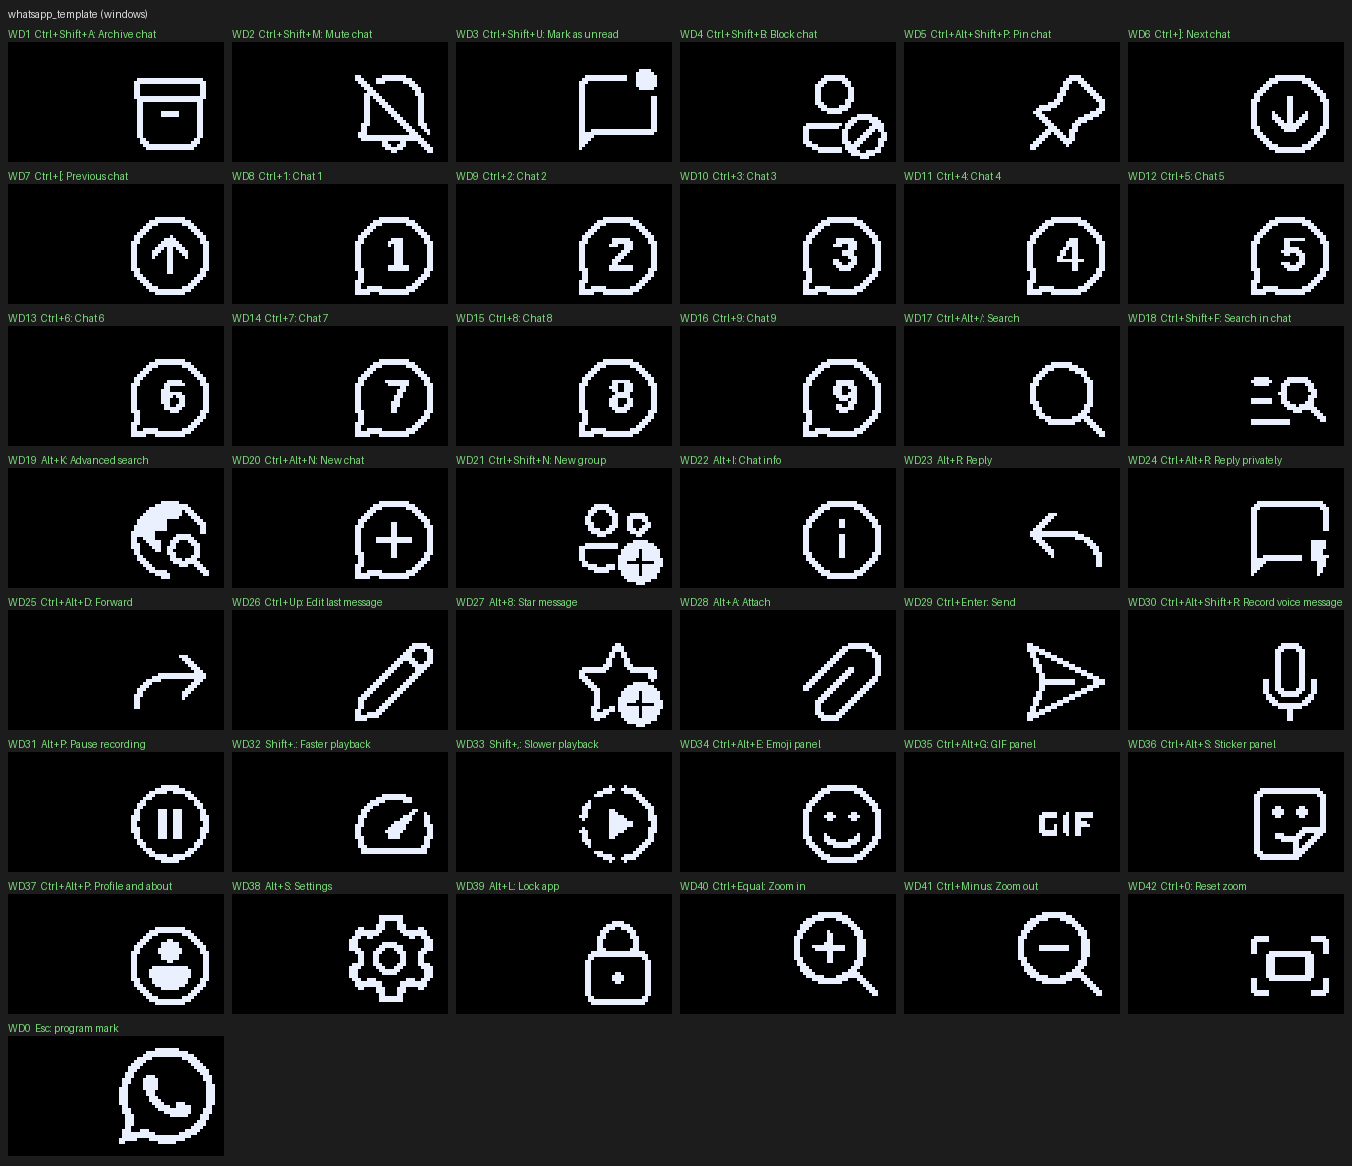 whatsapp_template (windows)
WD1 Ctrl+Shift+A: Archive chat
WD2 Ctrl+Shift+M: Mute chat
WD3 Ctrl+Shift+U: Mark as unread
WD4 Ctrl+Shift+B: Block chat
WD5 Ctrl+Alt+Shift+P: Pin chat
WD6 Ctrl+]: Next chat
WD7 Ctrl+[: Previous chat
WD8 Ctrl+1: Chat 1
WD9 Ctrl+2: Chat 2
WD10 Ctrl+3: Chat 3
WD11 Ctrl+4: Chat 4
WD12 Ctrl+5: Chat 5
1
2
3
4
5
WD13 Ctrl+6: Chat 6
WD14 Ctrl+7: Chat 7
WD15 Ctrl+8: Chat 8
WD16 Ctrl+9: Chat 9
WD17 Ctrl+Alt+/: Search
WD18 Ctrl+Shift+F: Search in chat
6
7
8
9
WD19 Alt+K: Advanced search
WD20 Ctrl+Alt+N: New chat
WD21 Ctrl+Shift+N: New group
WD22 Alt+I: Chat info
WD23 Alt+R: Reply
WD24 Ctrl+Alt+R: Reply privately
i
WD25 Ctrl+Alt+D: Forward
WD26 Ctrl+Up: Edit last message
WD27 Alt+8: Star message
WD28 Alt+A: Attach
WD29 Ctrl+Enter: Send
WD30 Ctrl+Alt+Shift+R: Record voice message
WD31 Alt+P: Pause recording
WD32 Shift+.: Faster playback
WD33 Shift+,: Slower playback
WD34 Ctrl+Alt+E: Emoji panel
WD35 Ctrl+Alt+G: GIF panel
WD36 Ctrl+Alt+S: Sticker panel
GIF
WD37 Ctrl+Alt+P: Profile and about
WD38 Alt+S: Settings
WD39 Alt+L: Lock app
WD40 Ctrl+Equal: Zoom in
WD41 Ctrl+Minus: Zoom out
WD42 Ctrl+0: Reset zoom
WD0 Esc: program mark